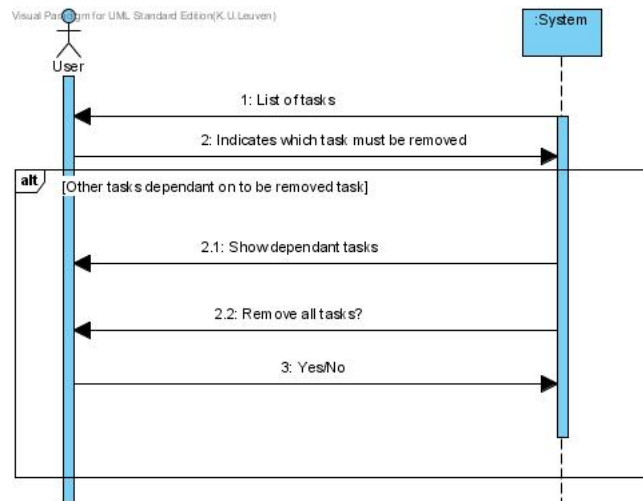 Visual Paradigm for UML Standard Edition(K.U.Leuven)
:System
User
1: List of tasks
2: Indicates which task must be removed
alt
[Other tasks dependant on to be removed task]
2.1: Show dependant tasks
2.2: Remove all tasks?
3: Yes/No